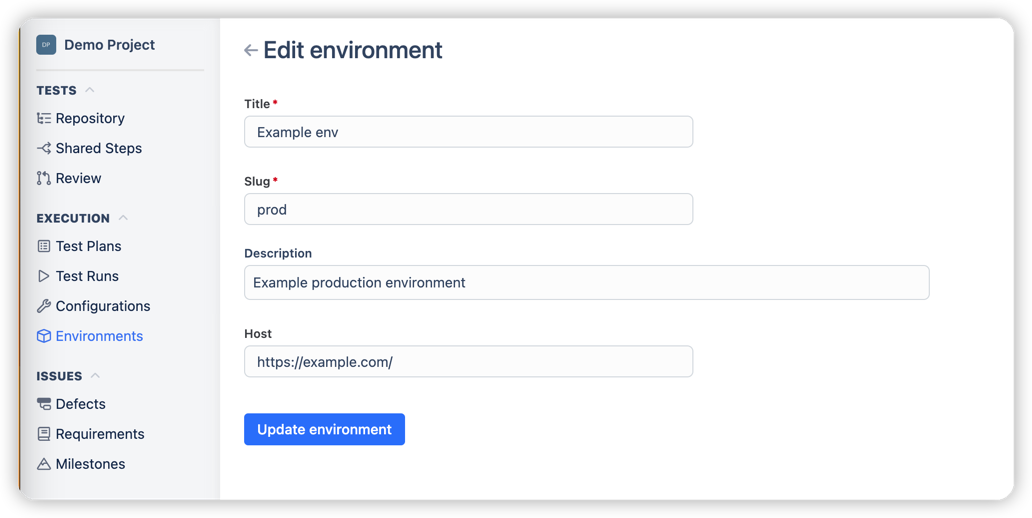 DP
Demo Project
TESTS
Repository
Shared Steps
Review
EXECUTION
Test Plans
Test Runs
Configurations
Environments
ISSUES
Defects
Requirements
Milestones
Edit environment
Title*
Example env
Slug*
prod
Description
Example production environment
Host
https://example.com/
Update environment